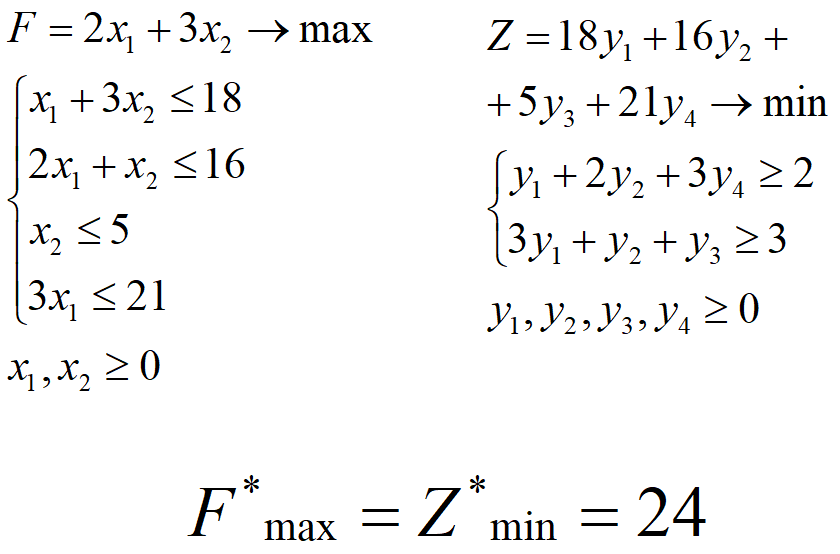 F = 2x₁ + 3x₂ → max
x₁ + 3x₂ ≤ 18
2x₁ + x₂ ≤ 16
x₂ ≤ 5
3x₁ ≤ 21
x₁, x₂ ≥ 0
Z = 18y₁ + 16y₂ +
+ 5y₃ + 21y₄ → min
y₁ + 2y₂ + 3y₄ ≥ 2
3y₁ + y₂ + y₃ ≥ 3
y₁, y₂, y₃, y₄ ≥ 0
F*max = Z*min = 24